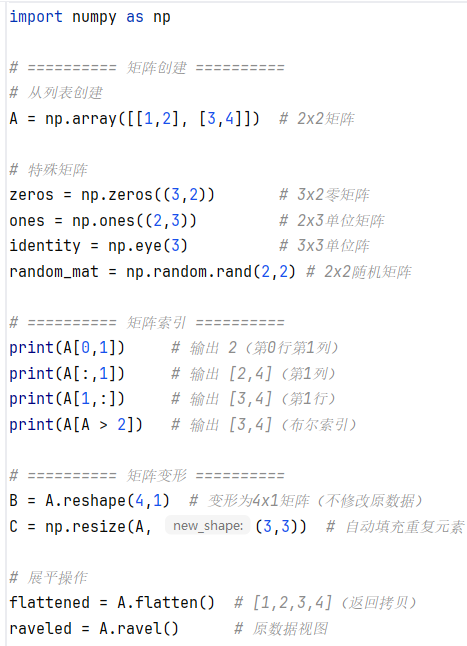 import numpy as np
# ========== 矩阵创建 ==========
# 从列表创建
A = np.array([[1,2], [3,4]])  # 2x2矩阵
# 特殊矩阵
zeros = np.zeros((3,2))       # 3x2零矩阵
ones = np.ones((2,3))         # 2x3单位矩阵
identity = np.eye(3)          # 3x3单位阵
random_mat = np.random.rand(2,2) # 2x2随机矩阵
# ========== 矩阵索引 ==========
print(A[0,1])     # 输出 2（第0行第1列）
print(A[:,1])     # 输出 [2,4]（第1列）
print(A[1,:])     # 输出 [3,4]（第1行）
print(A[A > 2])   # 输出 [3,4]（布尔索引）
# ========== 矩阵变形 ==========
B = A.reshape(4,1)  # 变形为4x1矩阵（不修改原数据）
C = np.resize(A, new_shape: (3,3))  # 自动填充重复元素
# 展平操作
flattened = A.flatten()  # [1,2,3,4]（返回拷贝）
raveled = A.ravel()      # 原数据视图